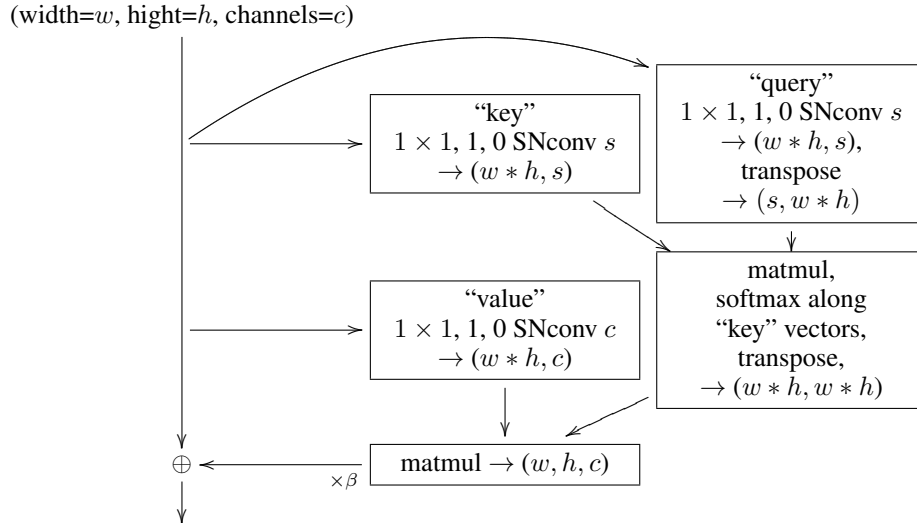 (width=w, hight=h, channels=c)
“key”
1 × 1, 1, 0 SNconv s
→ (w ∗ h, s)
“query”
1 × 1, 1, 0 SNconv s
→ (w ∗ h, s),
transpose
→ (s, w ∗ h)
“value”
1 × 1, 1, 0 SNconv c
→ (w ∗ h, c)
matmul,
softmax along
“key” vectors,
transpose,
→ (w ∗ h, w ∗ h)
⊕
×β
matmul → (w, h, c)